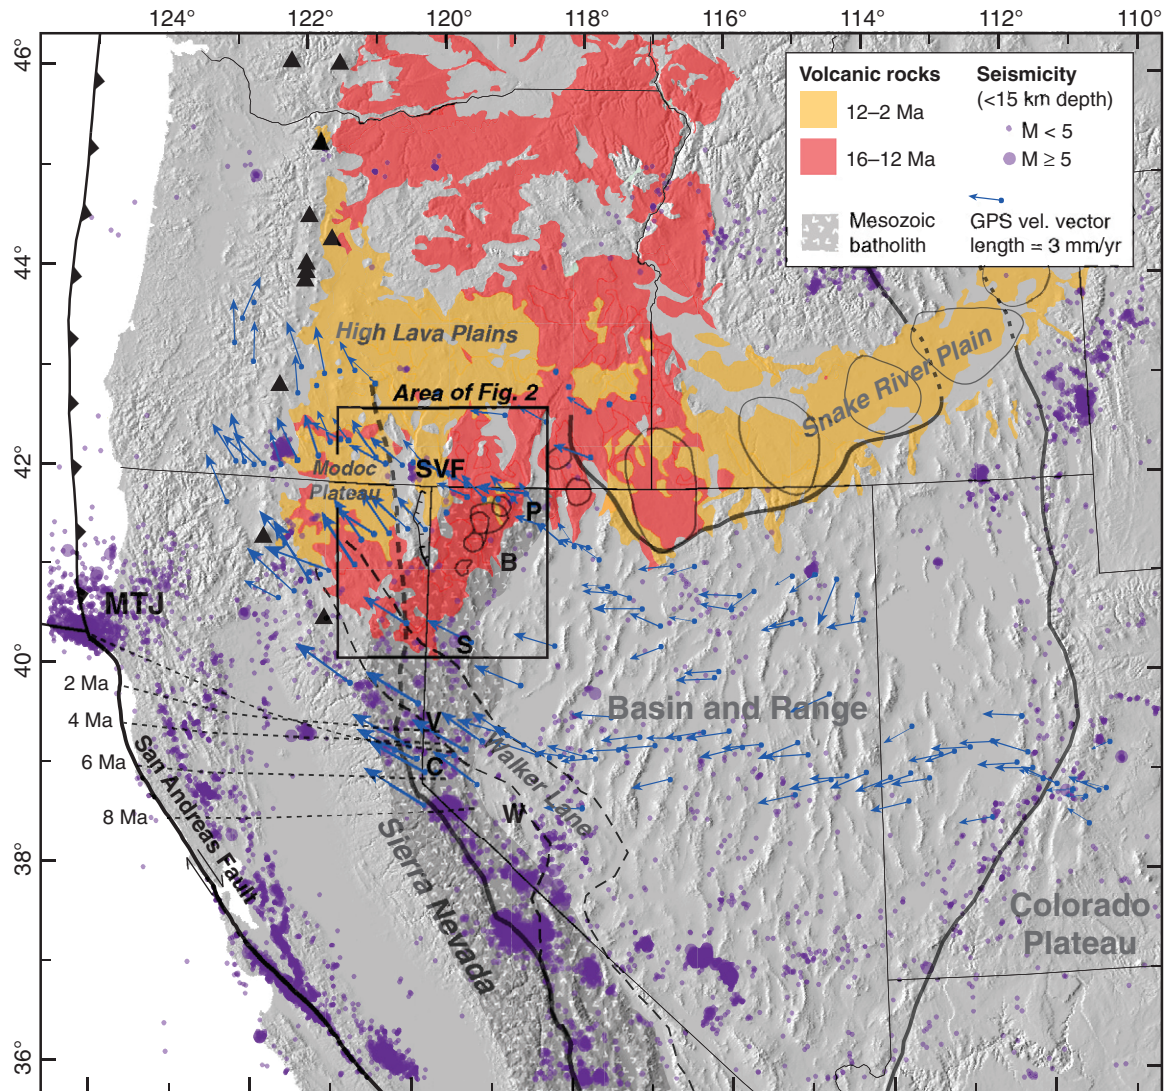 124° 122° 120° 118° 116° 114° 112° 110°
46°
44°
42°
40°
38°
36°
Volcanic rocks
12–2 Ma
16–12 Ma
Mesozoic
batholith
Seismicity
(<15 km depth)
M < 5
M ≥ 5
GPS vel. vector
length = 3 mm/yr
High Lava Plains
Snake River Plain
Area of Fig. 2
Modoc
Plateau
SVF
P
B
S
MTJ
2 Ma
4 Ma
6 Ma
8 Ma
San Andreas Fault
V
C
W
Walker Lane
Basin and Range
Sierra Nevada
Colorado
Plateau